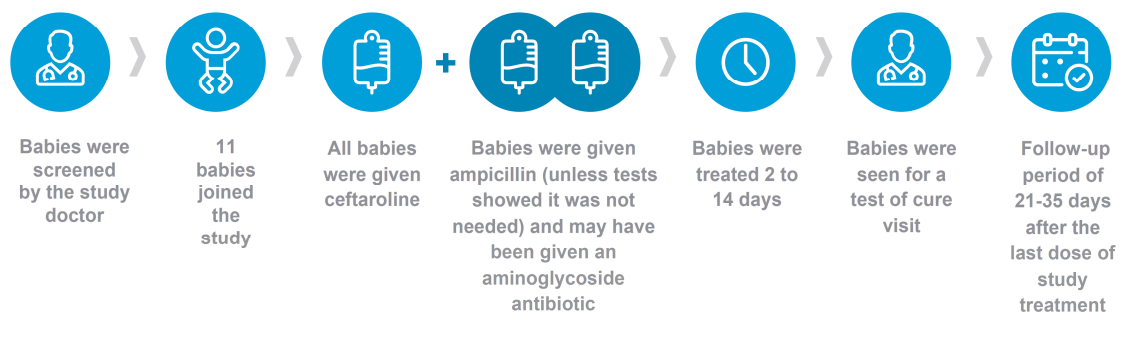 Babies were
screened
by the study
doctor
11
babies
joined
the
study
All babies
were given
ceftaroline
Babies were given
ampicillin (unless tests
showed it was not
needed) and may have
been given an
aminoglycoside
antibiotic
Babies were
treated 2 to
14 days
Babies were
seen for a
test of cure
visit
Follow-up
period of
21-35 days
after the
last dose of
study
treatment